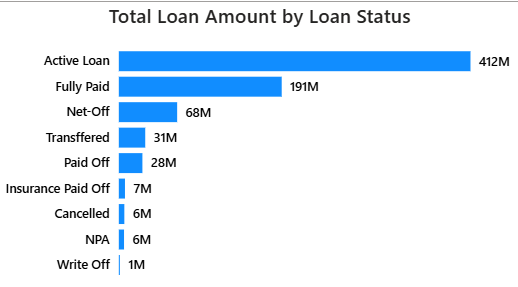 Total Loan Amount by Loan Status
Active Loan 412M
Fully Paid 191M
Net-Off 68M
Transffered 31M
Paid Off 28M
Insurance Paid Off 7M
Cancelled 6M
NPA 6M
Write Off 1M